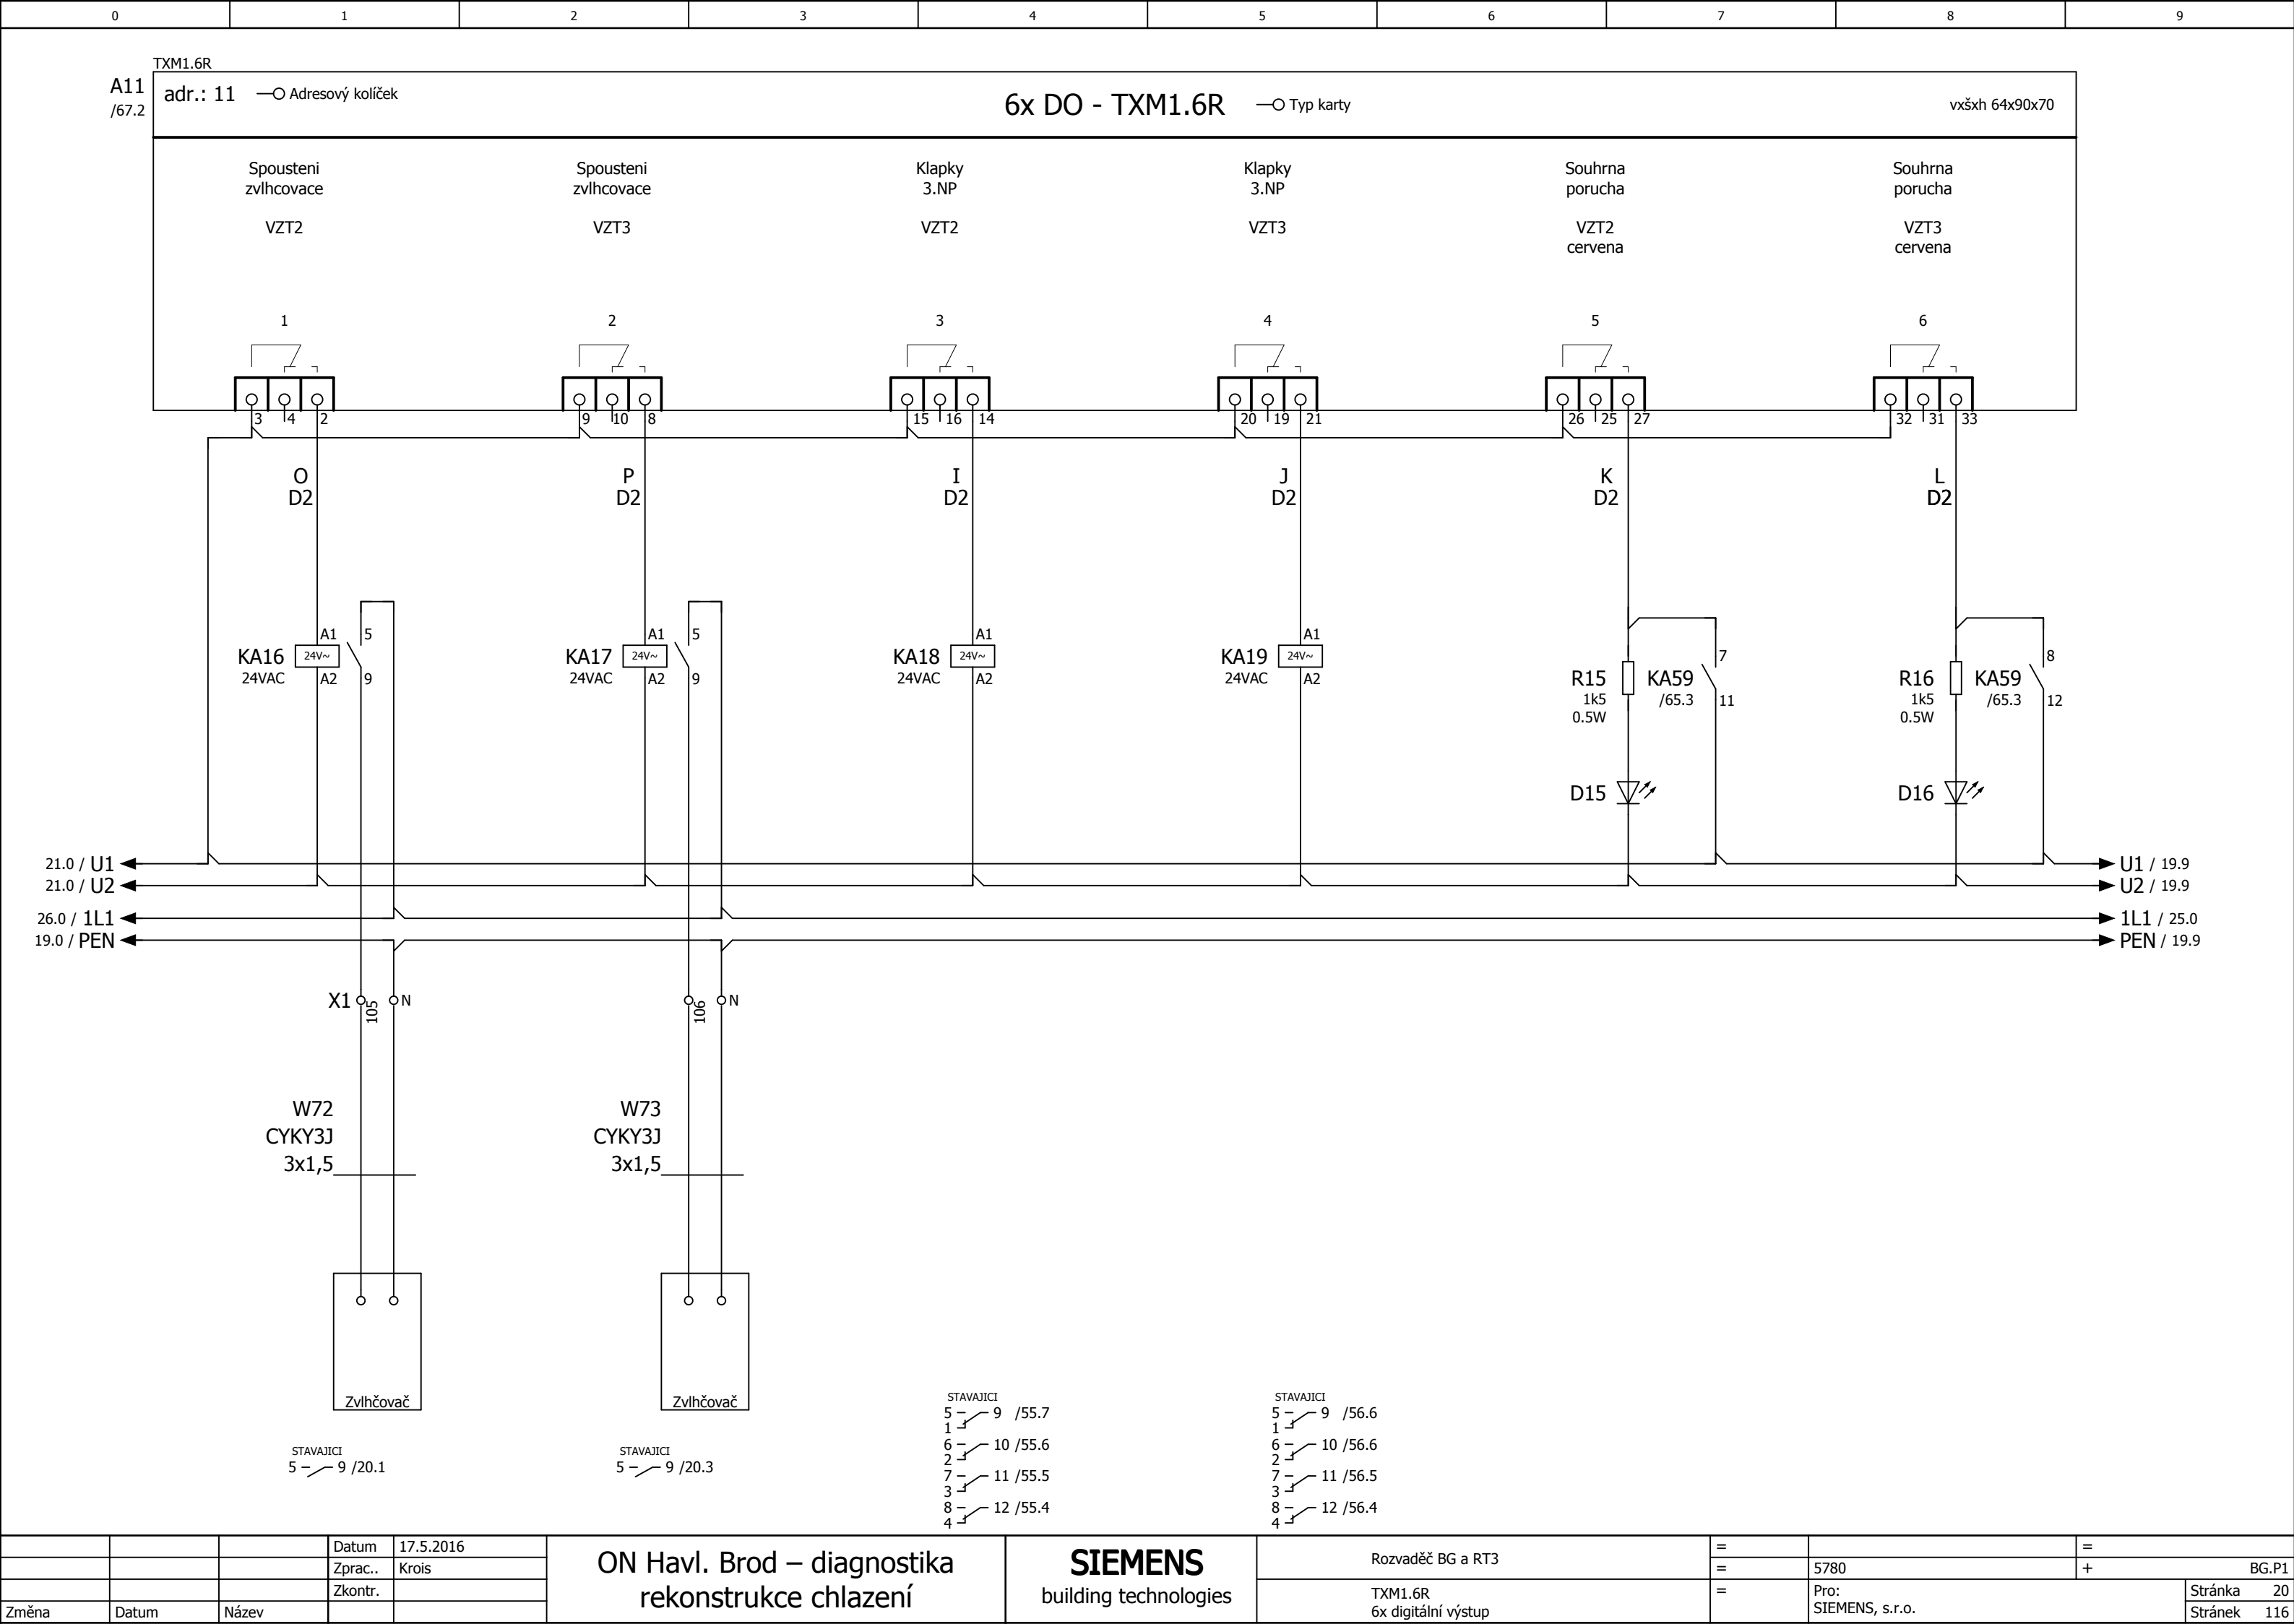 0 1 2 3 4 5 6 7 8 9
TXM1.6R
A11
/67.2
adr.: 11
Adresový kolíček
6x DO - TXM1.6R
Typ karty
vxšxh 64x90x70
Spousteni
zvlhcovace
VZT2
Spousteni
zvlhcovace
VZT3
Klapky
3.NP
VZT2
Klapky
3.NP
VZT3
Souhrna
porucha
VZT2
cervena
Souhrna
porucha
VZT3
cervena
1 2 3 4 5 6
3 4 2
9 10 8
15 16 14
20 19 21
26 25 27
32 31 33
O
D2
P
D2
I
D2
J
D2
K
D2
L
D2
KA16
24VAC
A1
24V~
A2
5
9
KA17
24VAC
A1
24V~
A2
5
9
KA18
24VAC
A1
24V~
A2
KA19
24VAC
A1
24V~
A2
R15
1k5
0.5W
KA59
/65.3
7
11
R16
1k5
0.5W
KA59
/65.3
8
12
D15
D16
21.0 / U1
21.0 / U2
26.0 / 1L1
19.0 / PEN
U1 / 19.9
U2 / 19.9
1L1 / 25.0
PEN / 19.9
X1
105
N
106
N
W72
CYKY3J
3x1,5
W73
CYKY3J
3x1,5
Zvlhčovač
Zvlhčovač
STAVAJICI
5 9 /20.1
STAVAJICI
5 9 /20.3
STAVAJICI
5 9 /55.7
1
6 10 /55.6
2
7 11 /55.5
3
8 12 /55.4
4
STAVAJICI
5 9 /56.6
1
6 10 /56.6
2
7 11 /56.5
3
8 12 /56.4
4
Datum 17.5.2016
Zprac.. Krois
Zkontr.
Změna Datum Název
ON Havl. Brod – diagnostika
rekonstrukce chlazení
SIEMENS
building technologies
Rozvaděč BG a RT3
TXM1.6R
6x digitální výstup
= =
= 5780 + BG.P1
= Pro:
SIEMENS, s.r.o.
Stránka 20
Stránek 116